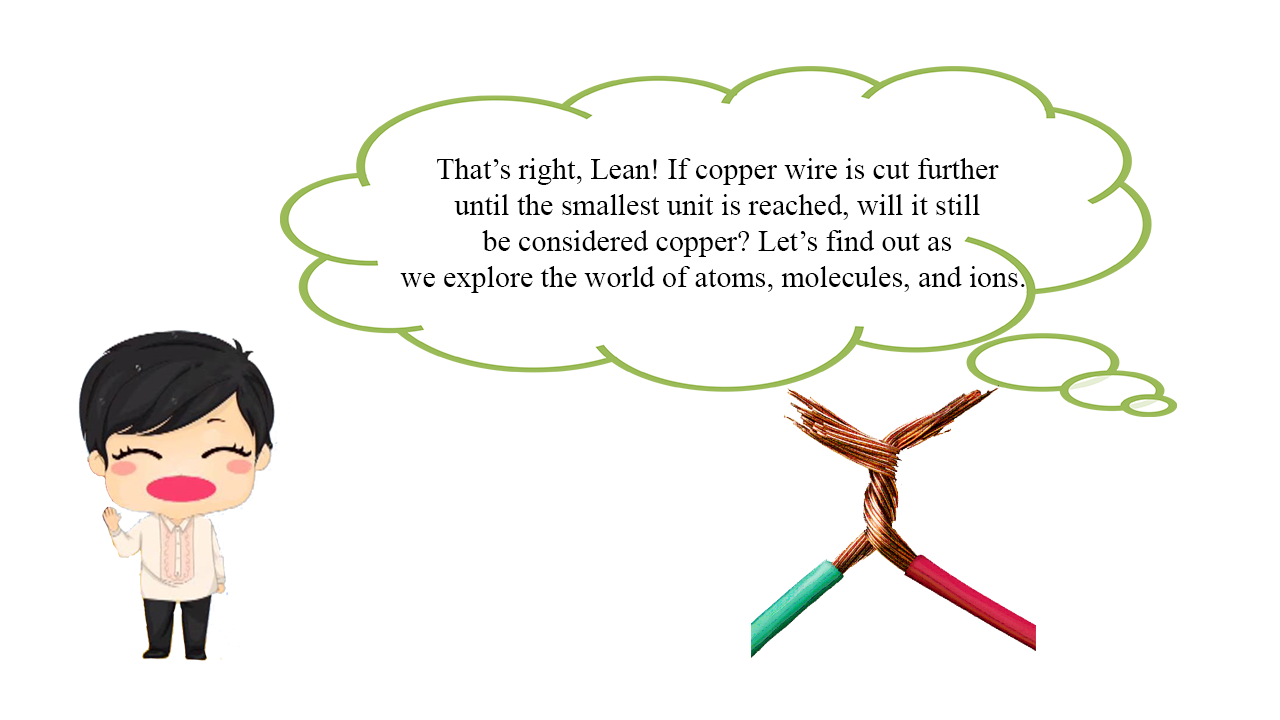 That’s right, Lean! If copper wire is cut further
until the smallest unit is reached, will it still
be considered copper? Let’s find out as
we explore the world of atoms, molecules, and ions.